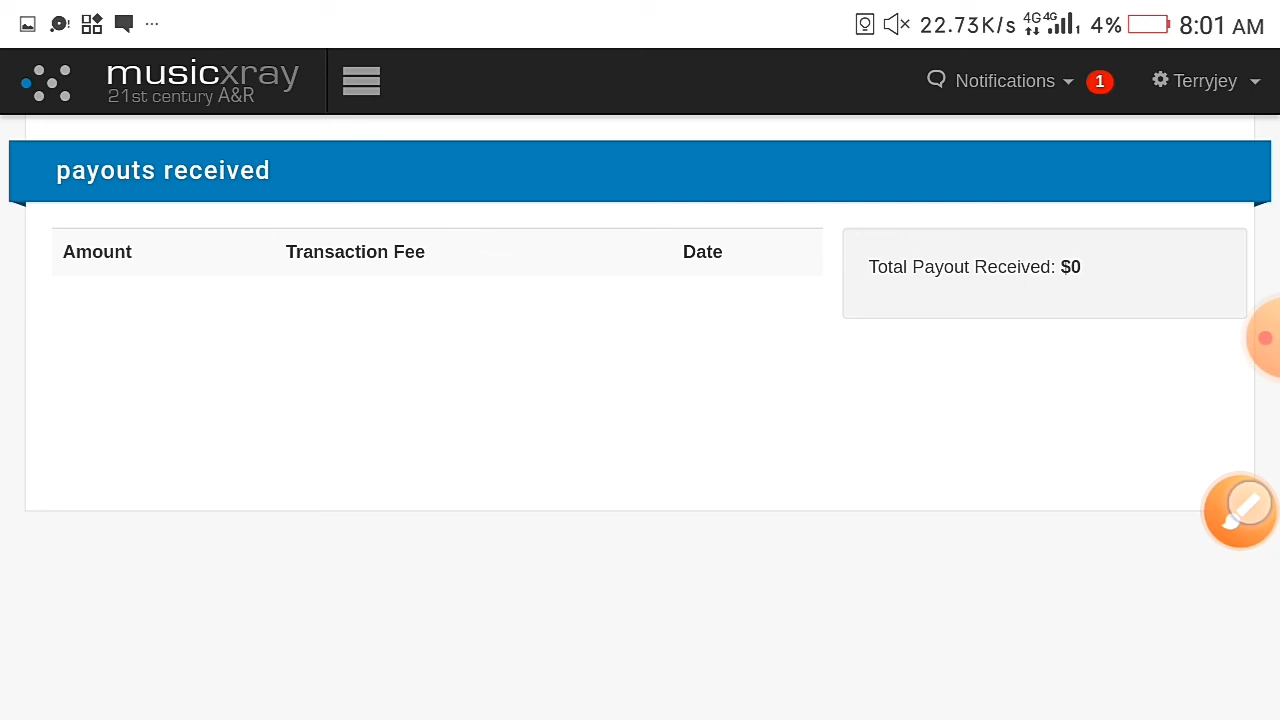 22.73K/s 4G 4G 1 4% 8:01 AM
musicxray
21st century A&R
Notifications 1 Terryjey
payouts received
Amount Transaction Fee Date
Total Payout Received: $0